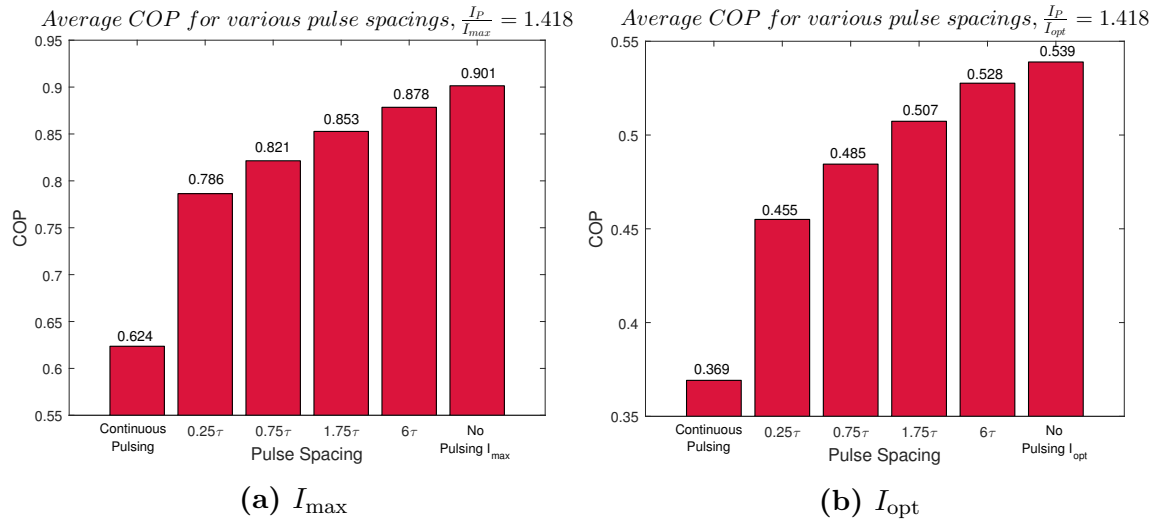 Average COP for various pulse spacings, I_P/I_max = 1.418
0.95
0.9
0.85
0.8
0.75
0.7
0.65
0.6
0.55
COP
0.624
0.786
0.821
0.853
0.878
0.901
Continuous Pulsing
0.25τ
0.75τ
1.75τ
6τ
No Pulsing I_max
Pulse Spacing
(a) I_max
Average COP for various pulse spacings, I_P/I_opt = 1.418
0.55
0.5
0.45
0.4
0.35
COP
0.369
0.455
0.485
0.507
0.528
0.539
Continuous Pulsing
0.25τ
0.75τ
1.75τ
6τ
No Pulsing I_opt
Pulse Spacing
(b) I_opt